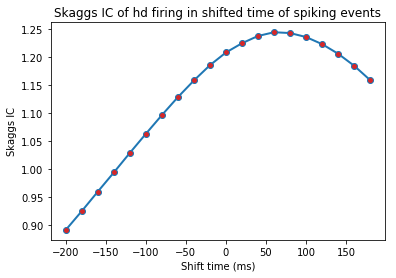 Skaggs IC of hd firing in shifted time of spiking events
Skaggs IC
1.25
1.20
1.15
1.10
1.05
1.00
0.95
0.90
−200 −150 −100 −50 0 50 100 150
Shift time (ms)